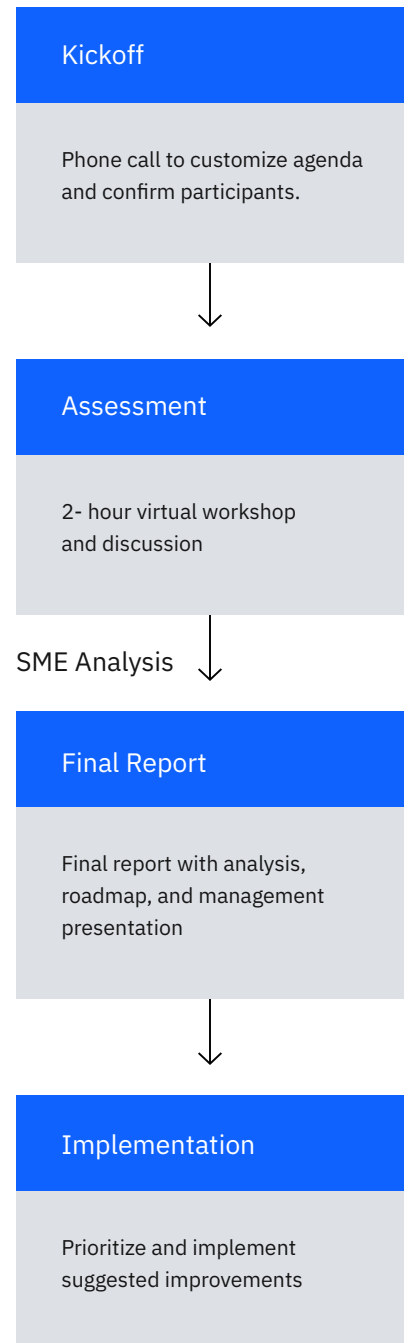 Kickoff
Phone call to customize agenda
and confirm participants.
Assessment
2- hour virtual workshop
and discussion
SME Analysis
Final Report
Final report with analysis,
roadmap, and management
presentation
Implementation
Prioritize and implement
suggested improvements